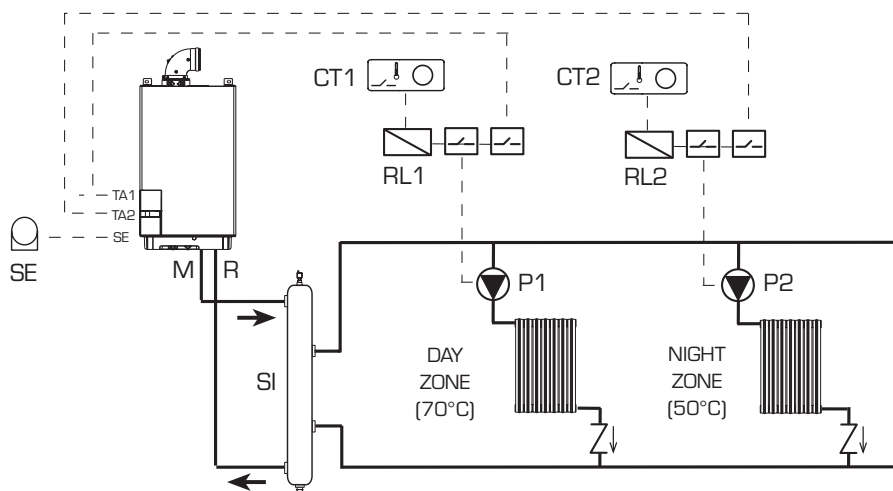 CT1
CT2
RL1
RL2
TA1
TA2
SE
SE
M R
P1
P2
SI
DAY
ZONE
(70°C)
NIGHT
ZONE
(50°C)